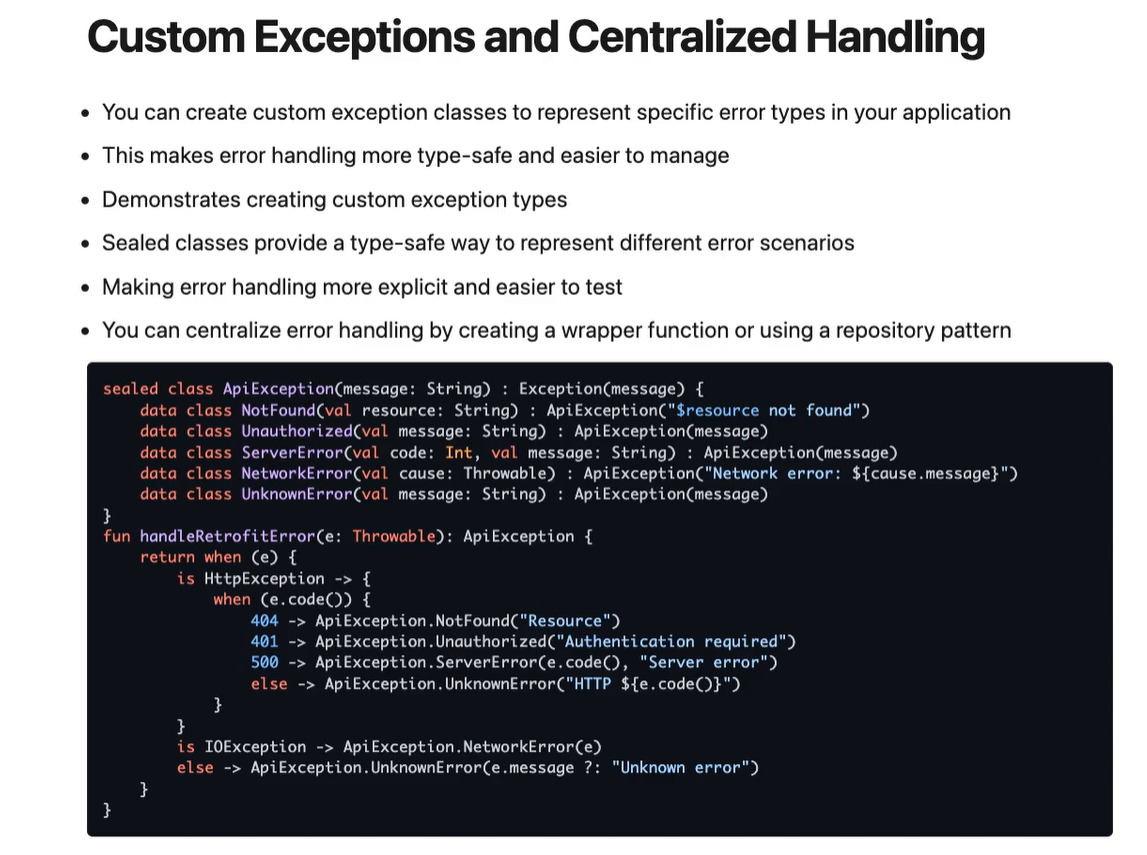 Custom Exceptions and Centralized Handling
• You can create custom exception classes to represent specific error types in your application
• This makes error handling more type-safe and easier to manage
• Demonstrates creating custom exception types
• Sealed classes provide a type-safe way to represent different error scenarios
• Making error handling more explicit and easier to test
• You can centralize error handling by creating a wrapper function or using a repository pattern
sealed class ApiException(message: String) : Exception(message) {
    data class NotFound(val resource: String) : ApiException("$resource not found")
    data class Unauthorized(val message: String) : ApiException(message)
    data class ServerError(val code: Int, val message: String) : ApiException(message)
    data class NetworkError(val cause: Throwable) : ApiException("Network error: ${cause.message}")
    data class UnknownError(val message: String) : ApiException(message)
}
fun handleRetrofitError(e: Throwable): ApiException {
    return when (e) {
        is HttpException -> {
            when (e.code()) {
                404 -> ApiException.NotFound("Resource")
                401 -> ApiException.Unauthorized("Authentication required")
                500 -> ApiException.ServerError(e.code(), "Server error")
                else -> ApiException.UnknownError("HTTP ${e.code()}")
            }
        }
        is IOException -> ApiException.NetworkError(e)
        else -> ApiException.UnknownError(e.message ?: "Unknown error")
    }
}